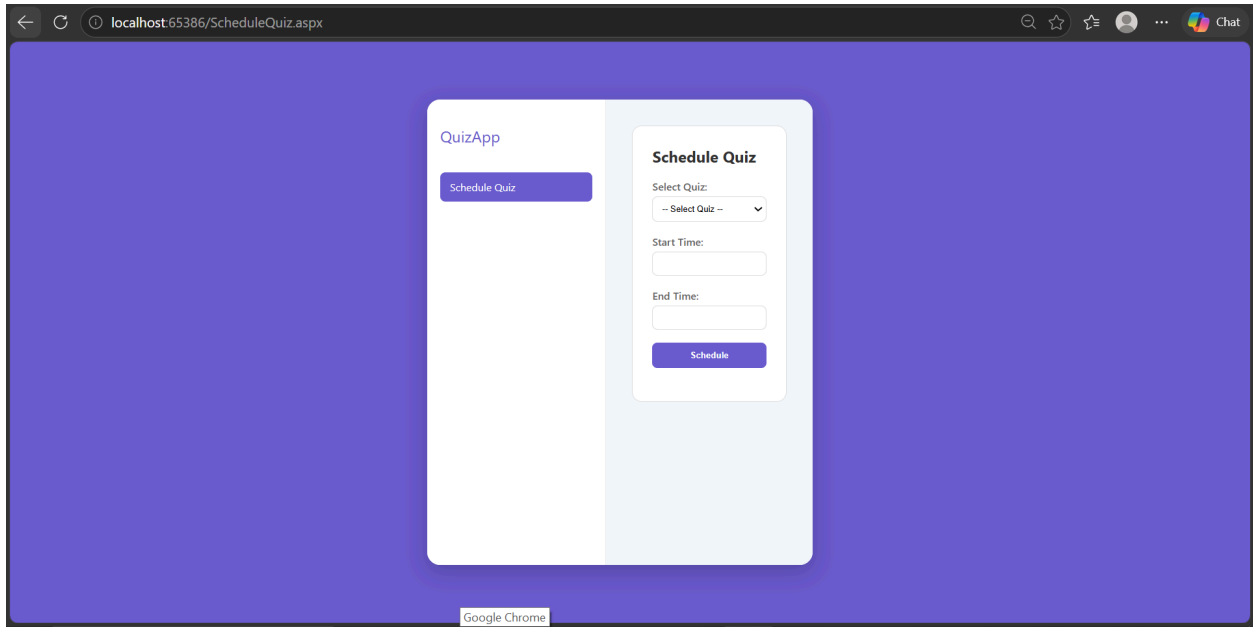 localhost:65386/ScheduleQuiz.aspx
Chat
QuizApp
Schedule Quiz
Schedule Quiz
Select Quiz:
-- Select Quiz --
Start Time:
End Time:
Schedule
Google Chrome